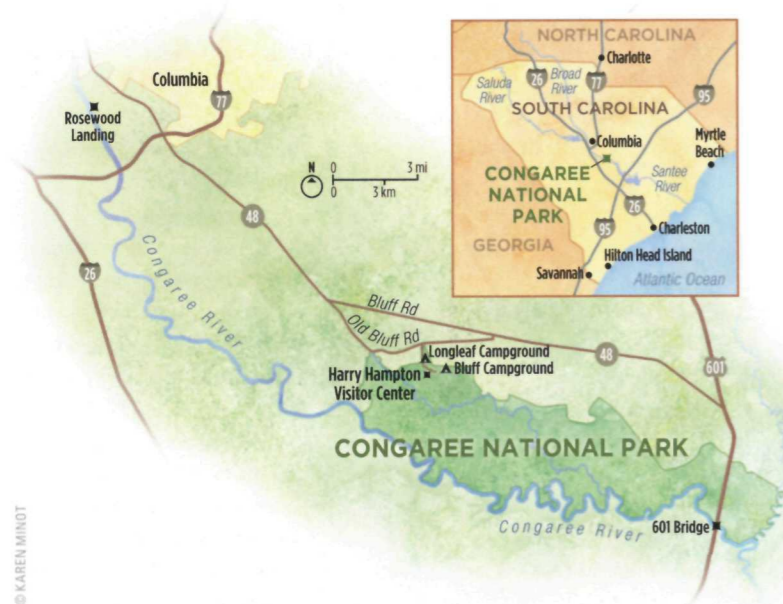 Columbia
77
Rosewood
Landing
N
0
3 mi
0
3 km
48
Congaree River
26
Bluff Rd
Old Bluff Rd
Longleaf Campground
Bluff Campground
48
Harry Hampton
Visitor Center
601
CONGAREE NATIONAL PARK
Congaree River
601 Bridge
NORTH CAROLINA
Charlotte
26
Broad
River
77
Saluda
River
95
SOUTH CAROLINA
Columbia
Myrtle
Beach
CONGAREE
NATIONAL
PARK
Santee
River
26
95
Charleston
GEORGIA
Hilton Head Island
Savannah
Atlantic Ocean
© KAREN MINOT